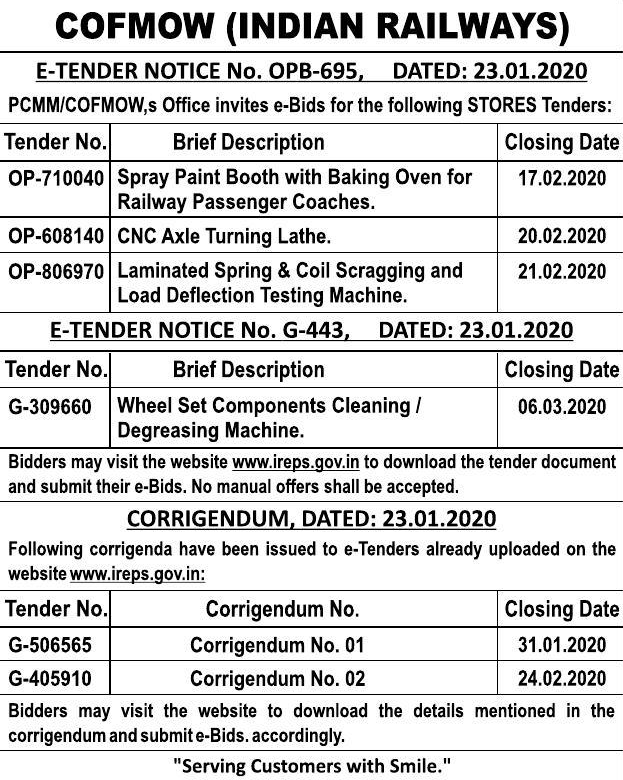 COFMOW (INDIAN RAILWAYS)
E-TENDER NOTICE No. OPB-695, DATED: 23.01.2020
PCMM/COFMOW,s Office invites e-Bids for the following STORES Tenders:
Tender No. Brief Description Closing Date
OP-710040 Spray Paint Booth with Baking Oven for 17.02.2020
Railway Passenger Coaches.
OP-608140 CNC Axle Turning Lathe. 20.02.2020
OP-806970 Laminated Spring & Coil Scragging and 21.02.2020
Load Deflection Testing Machine.
E-TENDER NOTICE No. G-443, DATED: 23.01.2020
Tender No. Brief Description Closing Date
G-309660 Wheel Set Components Cleaning / 06.03.2020
Degreasing Machine.
Bidders may visit the website www.ireps.gov.in to download the tender document
and submit their e-Bids. No manual offers shall be accepted.
CORRIGENDUM, DATED: 23.01.2020
Following corrigenda have been issued to e-Tenders already uploaded on the
website www.ireps.gov.in:
Tender No. Corrigendum No. Closing Date
G-506565 Corrigendum No. 01 31.01.2020
G-405910 Corrigendum No. 02 24.02.2020
Bidders may visit the website to download the details mentioned in the
corrigendum and submit e-Bids. accordingly.
"Serving Customers with Smile."